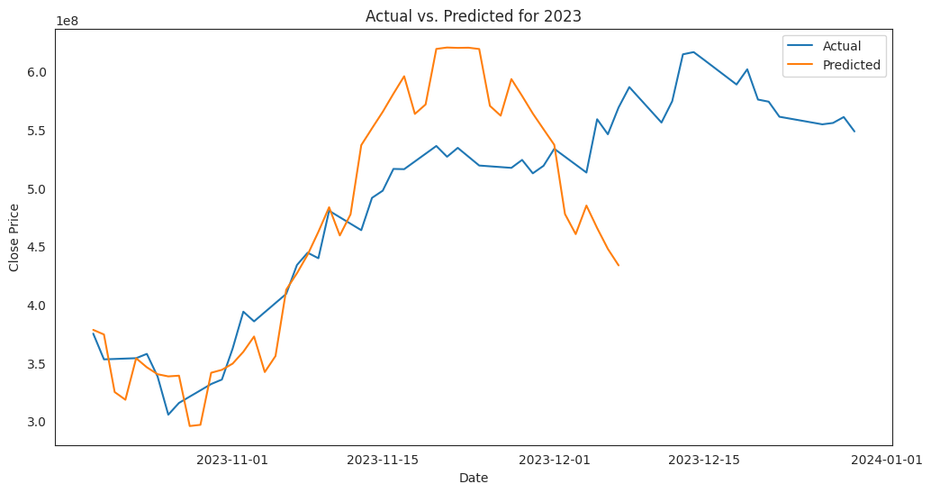 Actual vs. Predicted for 2023
1e8
Actual
Predicted
6.0
5.5
5.0
4.5
4.0
3.5
3.0
Close Price
2023-11-01 2023-11-15 2023-12-01 2023-12-15 2024-01-01
Date